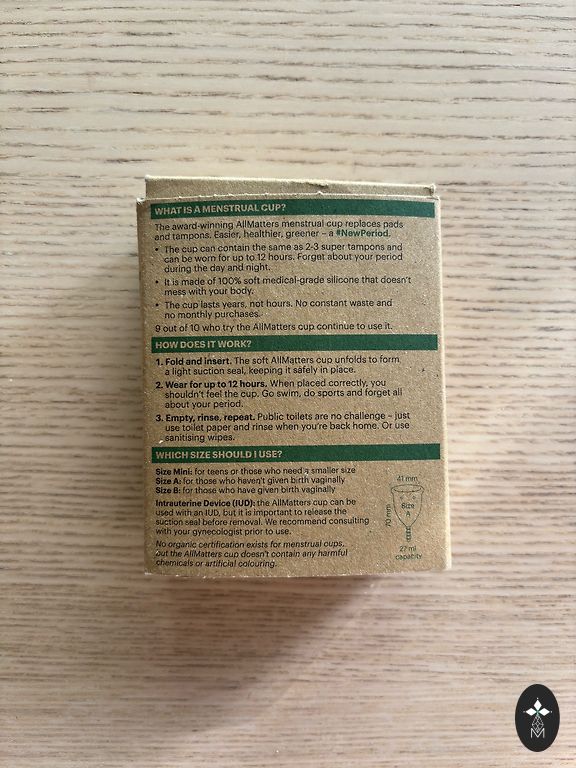 WHAT IS A MENSTRUAL CUP?
The award-winning AllMatters menstrual cup replaces pads
and tampons. Easier, healthier, greener – a #NewPeriod.
• The cup can contain the same as 2-3 super tampons and
can be worn for up to 12 hours. Forget about your period
during the day and night.
• It is made of 100% soft medical-grade silicone that doesn't
mess with your body.
• The cup lasts years, not hours. No constant waste and
no monthly purchases.
9 out of 10 who try the AllMatters cup continue to use it.
HOW DOES IT WORK?
1. Fold and insert. The soft AllMatters cup unfolds to form
a light suction seal, keeping it safely in place.
2. Wear for up to 12 hours. When placed correctly, you
shouldn't feel the cup. Go swim, do sports and forget all
about your period.
3. Empty, rinse, repeat. Public toilets are no challenge – just
use toilet paper and rinse when you're back home. Or use
sanitising wipes.
WHICH SIZE SHOULD I USE?
Size Mini: for teens or those who need a smaller size
Size A: for those who haven't given birth vaginally
Size B: for those who have given birth vaginally
Intrauterine Device (IUD): the AllMatters cup can be
used with an IUD, but it is important to release the
suction seal before removal. We recommend consulting
with your gynecologist prior to use.
No organic certification exists for menstrual cups,
but the AllMatters cup doesn't contain any harmful
chemicals or artificial colouring.
41 mm
70 mm
Size
A
27 ml
capacity
M